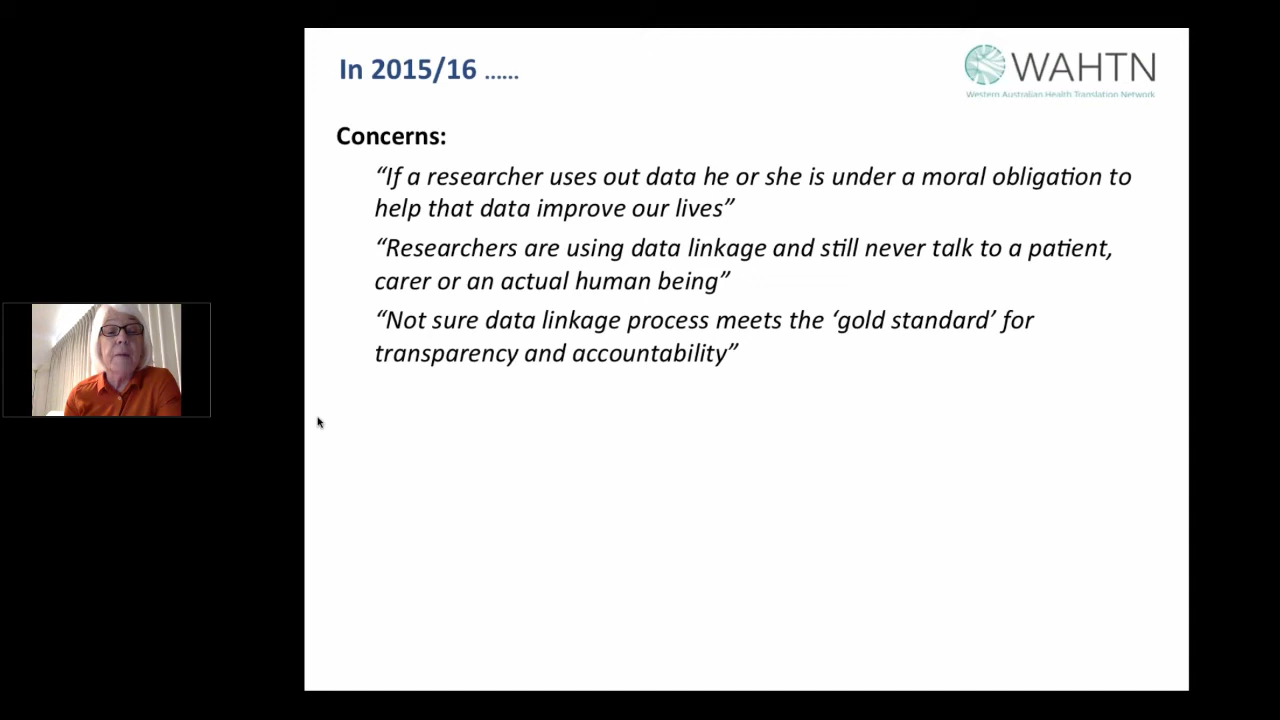 In 2015/16 ......
WAHTN
Western Australian Health Translation Network
Concerns:
“If a researcher uses out data he or she is under a moral obligation to
help that data improve our lives”
“Researchers are using data linkage and still never talk to a patient,
carer or an actual human being”
“Not sure data linkage process meets the ‘gold standard’ for
transparency and accountability”